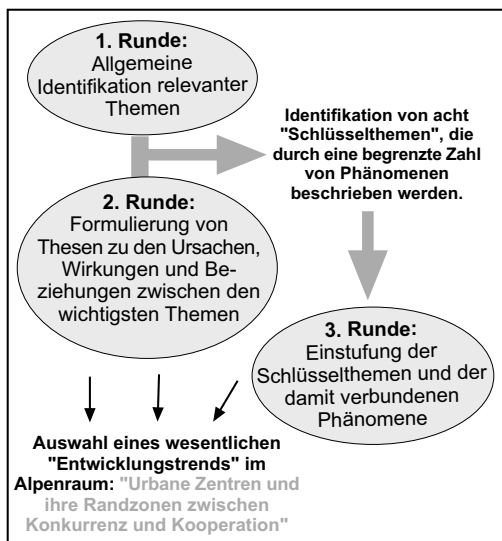 1. Runde:
Allgemeine
Identifikation relevanter
Themen
Identifikation von acht
"Schlüsselthemen", die
durch eine begrenzte Zahl
von Phänomenen
beschrieben werden.
2. Runde:
Formulierung von
Thesen zu den Ursachen,
Wirkungen und Be-
ziehungen zwischen den
wichtigsten Themen
3. Runde:
Einstufung der
Schlüsselthemen und der
damit verbundenen
Phänomene
Auswahl eines wesentlichen
"Entwicklungstrends" im
Alpenraum: "Urbane Zentren und
ihre Randzonen zwischen
Konkurrenz und Kooperation"